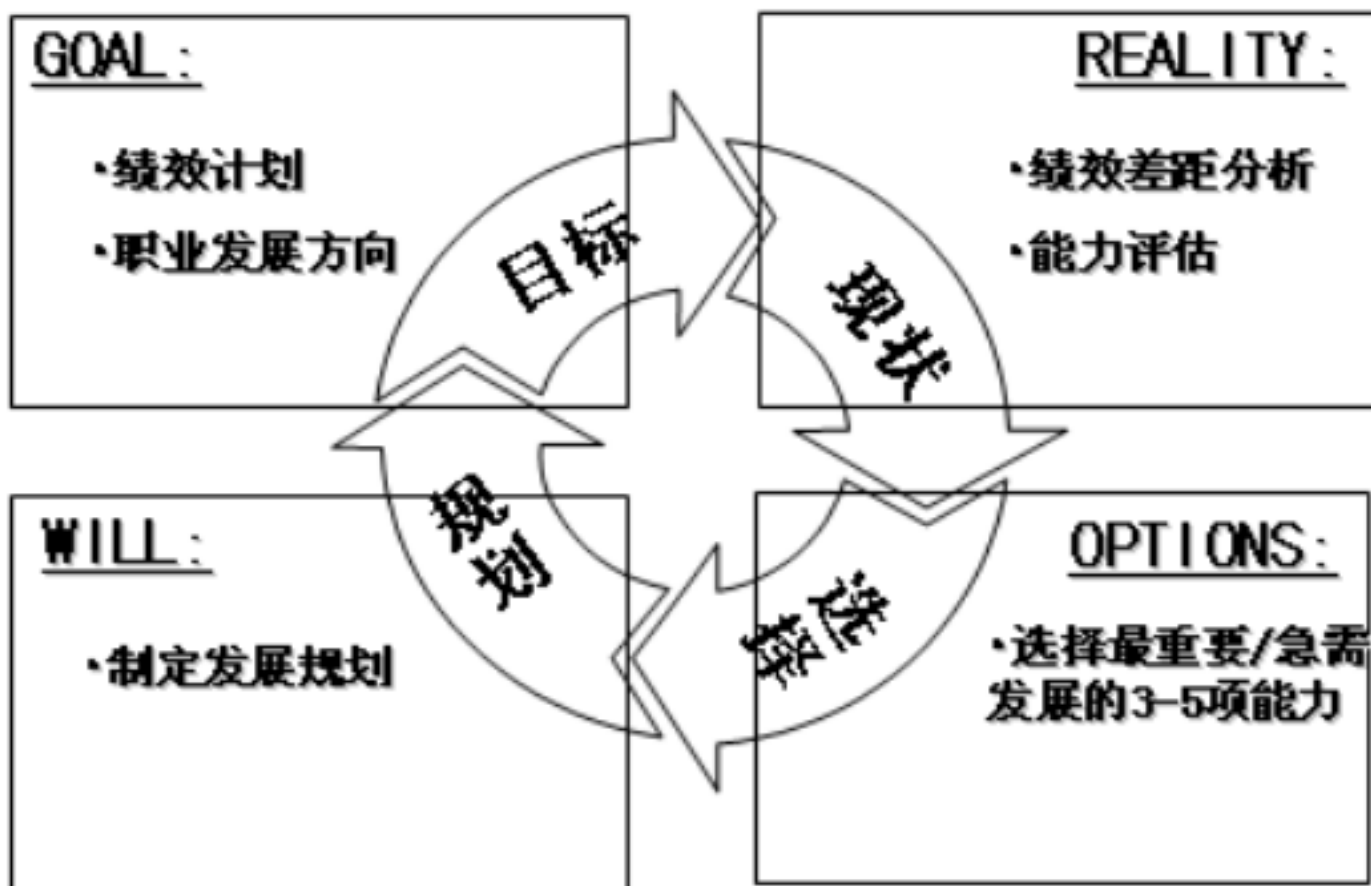 GOAL:
·绩效计划
·职业发展方向
REALITY:
·绩效差距分析
·能力评估
目标
现状
规划
选择
WILL:
·制定发展规划
OPTIONS:
·选择最重要/急需
发展的3-5项能力